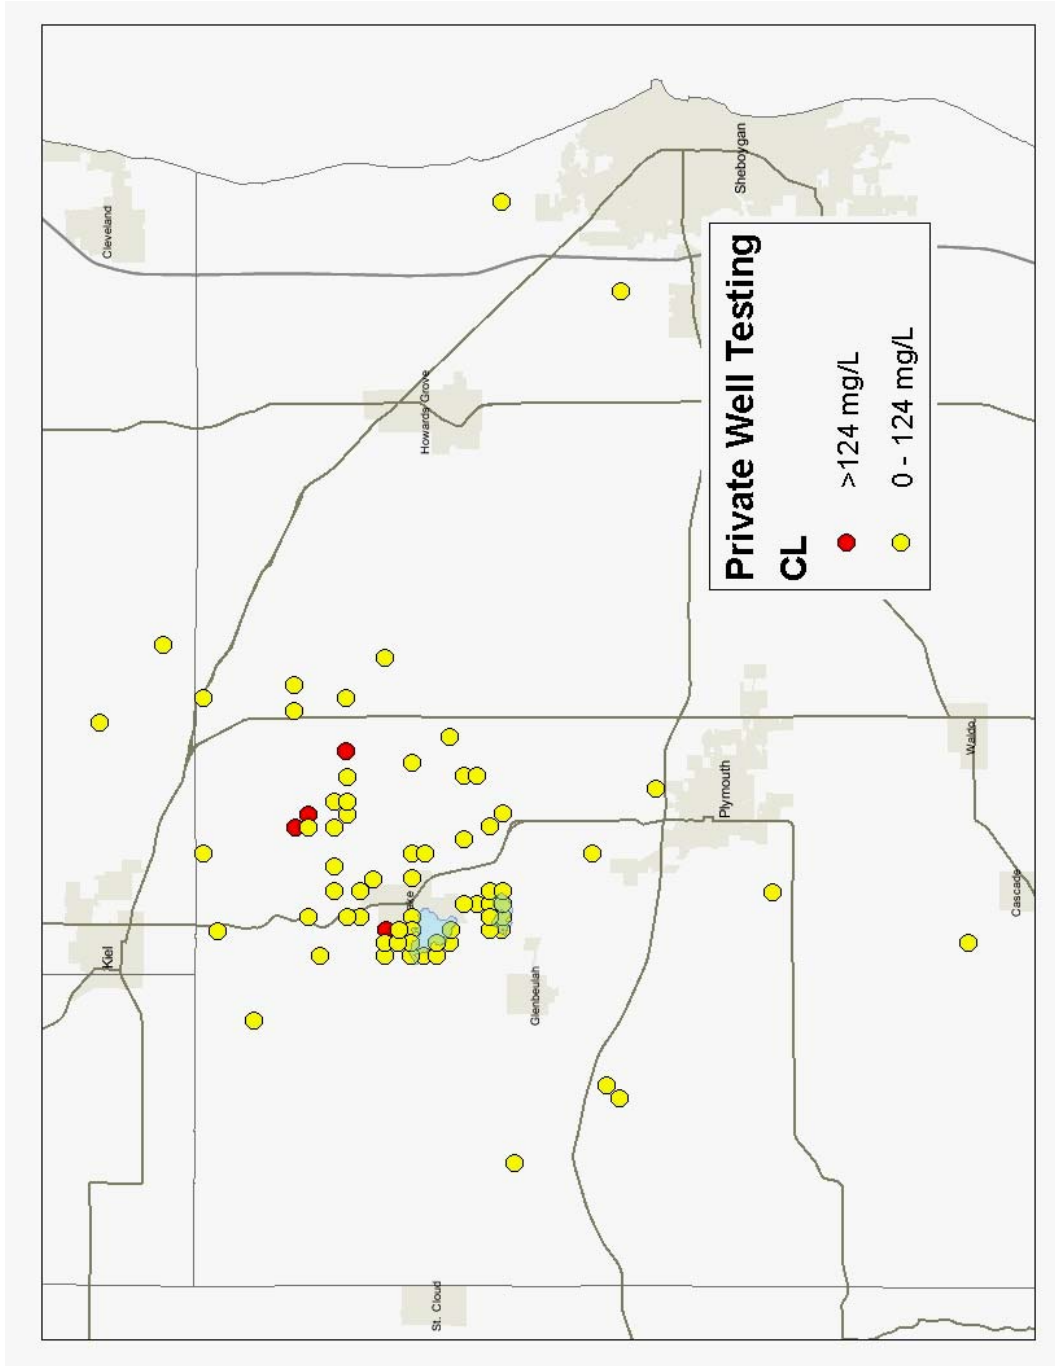 Kiel
Cleveland
St. Cloud
Howards Grove
Glenbeulah
Plymouth
Sheboygan
Private Well Testing
CL
>124 mg/L
0 - 124 mg/L
Waldo
Cascade